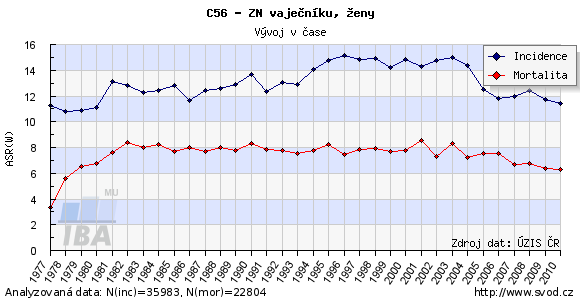 C56 - ZN vaječníku, ženy
Vývoj v čase
Incidence
Mortalita
ASR(W)
16
14
12
10
8
6
4
2
0
MU
IBA
Zdroj dat: ÚZIS ČR
1977 1978 1979 1980 1981 1982 1983 1984 1985 1986 1987 1988 1989 1990 1991 1992 1993 1994 1995 1996 1997 1998 1999 2000 2001 2002 2003 2004 2005 2006 2007 2008 2009 2010
Analyzovaná data: N(inc)=35983, N(mor)=22804
http://www.svod.cz